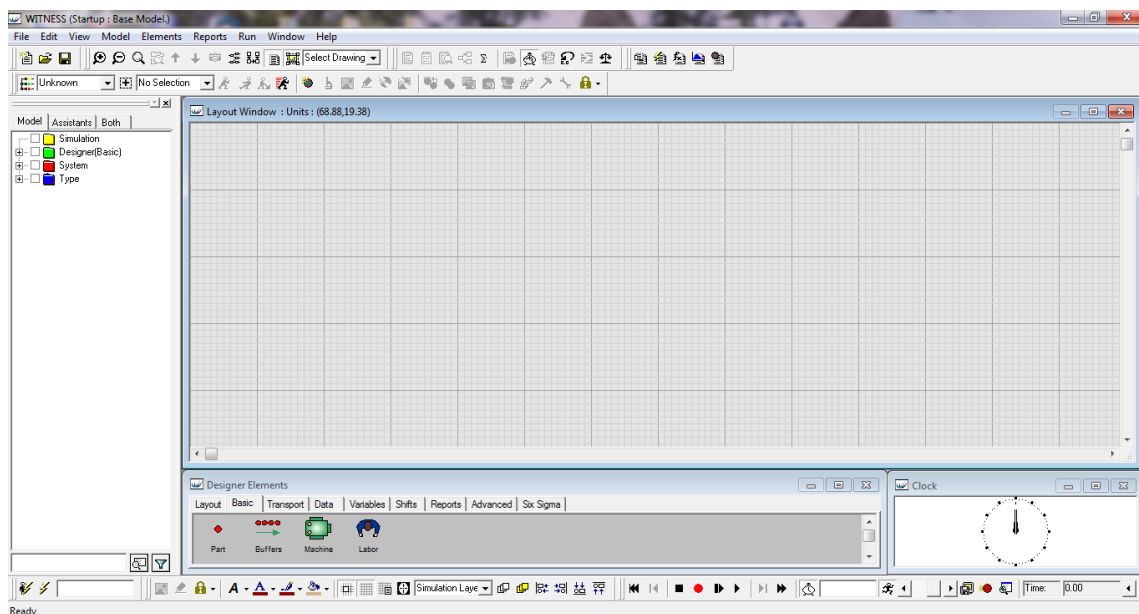 WITNESS (Startup : Base Model.)
File Edit View Model Elements Reports Run Window Help
Select Drawing
Unknown No Selection
Layout Window : Units : (68.88,19.38)
Model Assistants Both
Simulation
Designer(Basic)
System
Type
Designer Elements
Clock
Layout Basic Transport Data Variables Shifts Reports Advanced Six Sigma
Part Buffers Machine Labor
A A Simulation Laye Time: 0.00
Ready